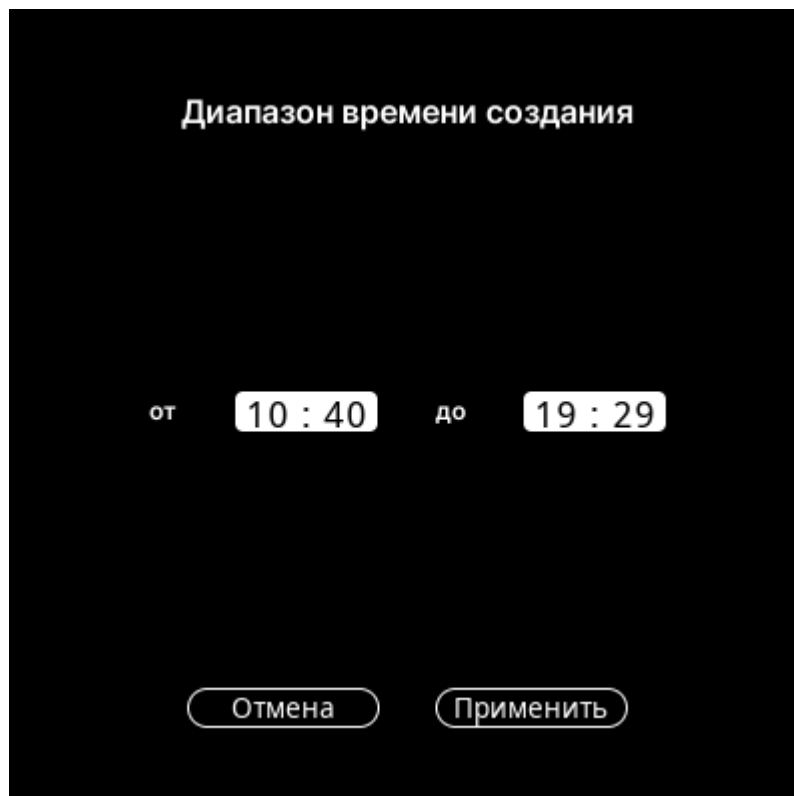 Диапазон времени создания
от 10 : 40 до 19 : 29
Отмена Применить